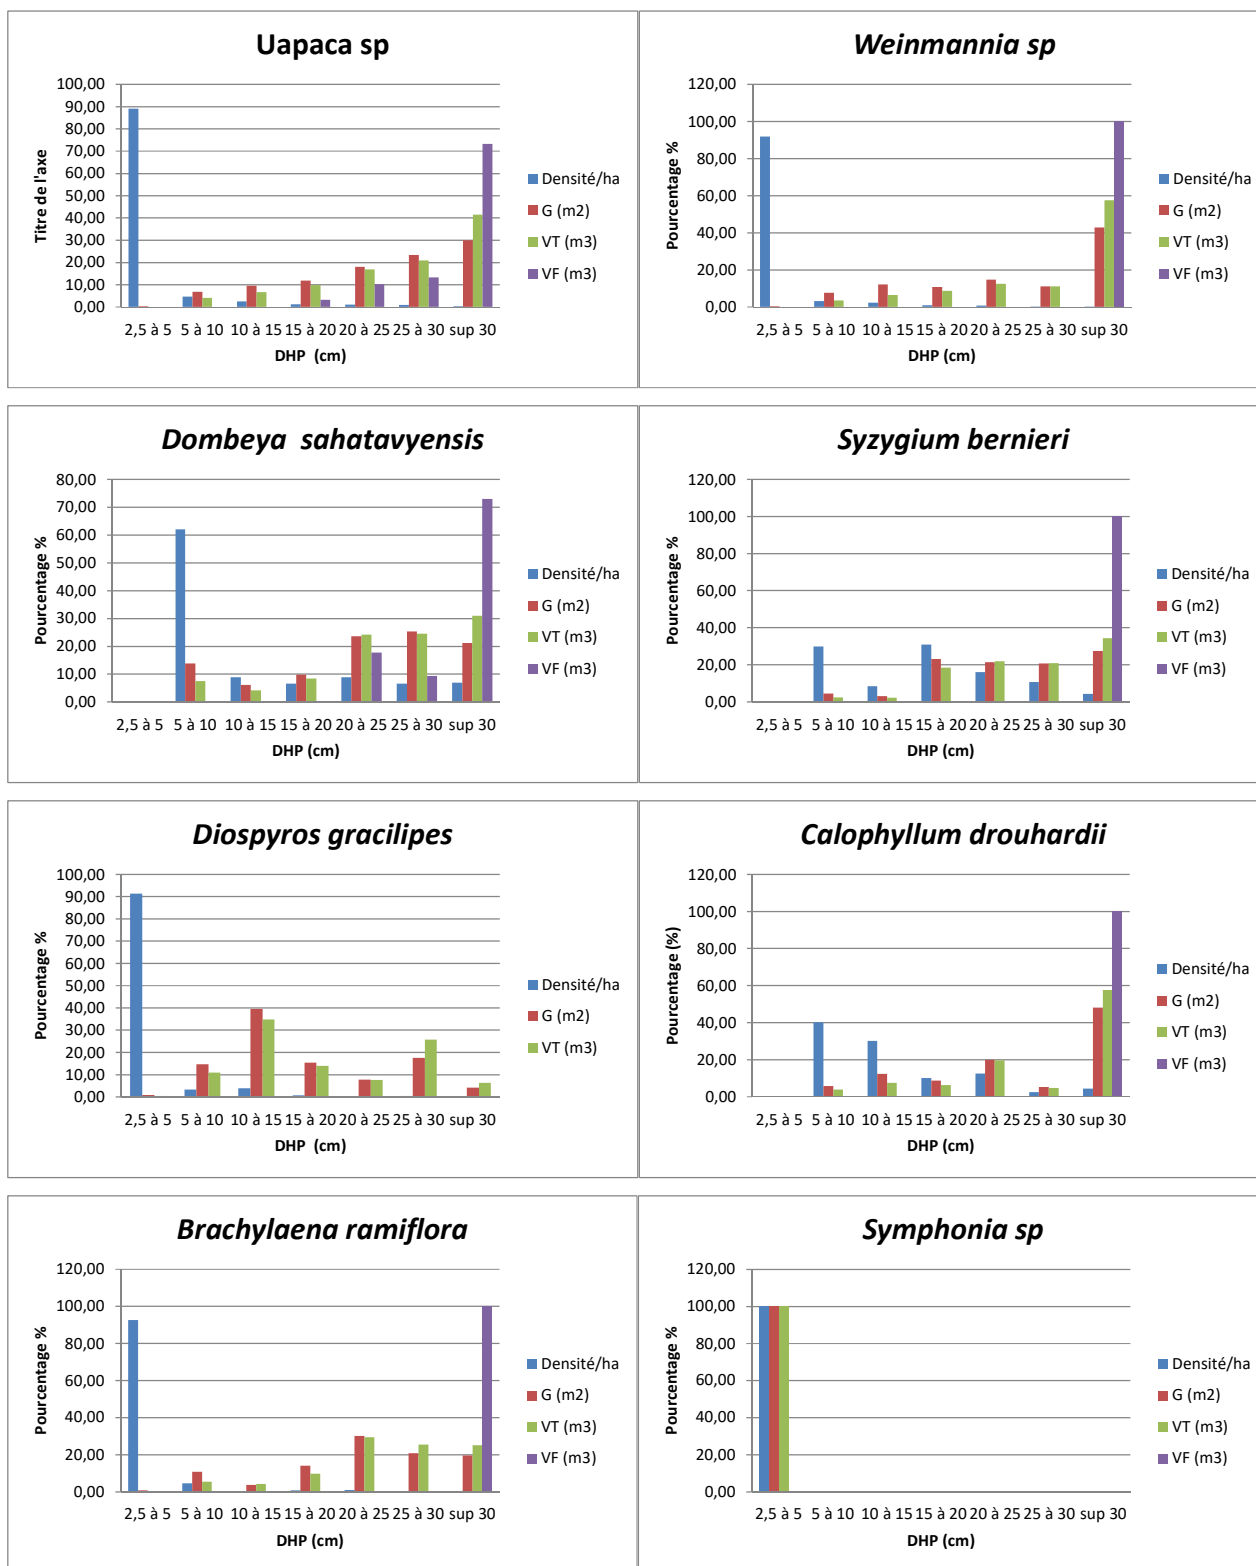 Uapaca sp
100,00
90,00
80,00
70,00
60,00
50,00
40,00
30,00
20,00
10,00
0,00
Titre de l'axe
2,5 à 5 5 à 10 10 à 15 15 à 20 20 à 25 25 à 30 sup 30
DHP (cm)
Densité/ha
G (m2)
VT (m3)
VF (m3)
Weinmannia sp
120,00
100,00
80,00
60,00
40,00
20,00
0,00
Pourcentage %
2,5 à 5 5 à 10 10 à 15 15 à 20 20 à 25 25 à 30 sup 30
DHP (cm)
Densité/ha
G (m2)
VT (m3)
VF (m3)
Dombeya sahatavyensis
80,00
70,00
60,00
50,00
40,00
30,00
20,00
10,00
0,00
Pourcentage %
2,5 à 5 5 à 10 10 à 15 15 à 20 20 à 25 25 à 30 sup 30
DHP (cm)
Densité/ha
G (m2)
VT (m3)
VF (m3)
Syzygium bernieri
120,00
100,00
80,00
60,00
40,00
20,00
0,00
Pourcentage %
2,5 à 5 5 à 10 10 à 15 15 à 20 20 à 25 25 à 30 sup 30
DHP (cm)
Densité/ha
G (m2)
VT (m3)
VF (m3)
Diospyros gracilipes
100,00
90,00
80,00
70,00
60,00
50,00
40,00
30,00
20,00
10,00
0,00
Pourcentage %
2,5 à 5 5 à 10 10 à 15 15 à 20 20 à 25 25 à 30 sup 30
DHP (cm)
Densité/ha
G (m2)
VT (m3)
Calophyllum drouhardii
120,00
100,00
80,00
60,00
40,00
20,00
0,00
Pourcentage (%)
2,5 à 5 5 à 10 10 à 15 15 à 20 20 à 25 25 à 30 sup 30
DHP (cm)
Densité/ha
G (m2)
VT (m3)
VF (m3)
Brachylaena ramiflora
120,00
100,00
80,00
60,00
40,00
20,00
0,00
Pourcentage %
2,5 à 5 5 à 10 10 à 15 15 à 20 20 à 25 25 à 30 sup 30
DHP (cm)
Densité/ha
G (m2)
VT (m3)
VF (m3)
Symphonia sp
120,00
100,00
80,00
60,00
40,00
20,00
0,00
Pourcentage %
2,5 à 5 5 à 10 10 à 15 15 à 20 20 à 25 25 à 30 sup 30
DHP (cm)
Densité/ha
G (m2)
VT (m3)
VF (m3)